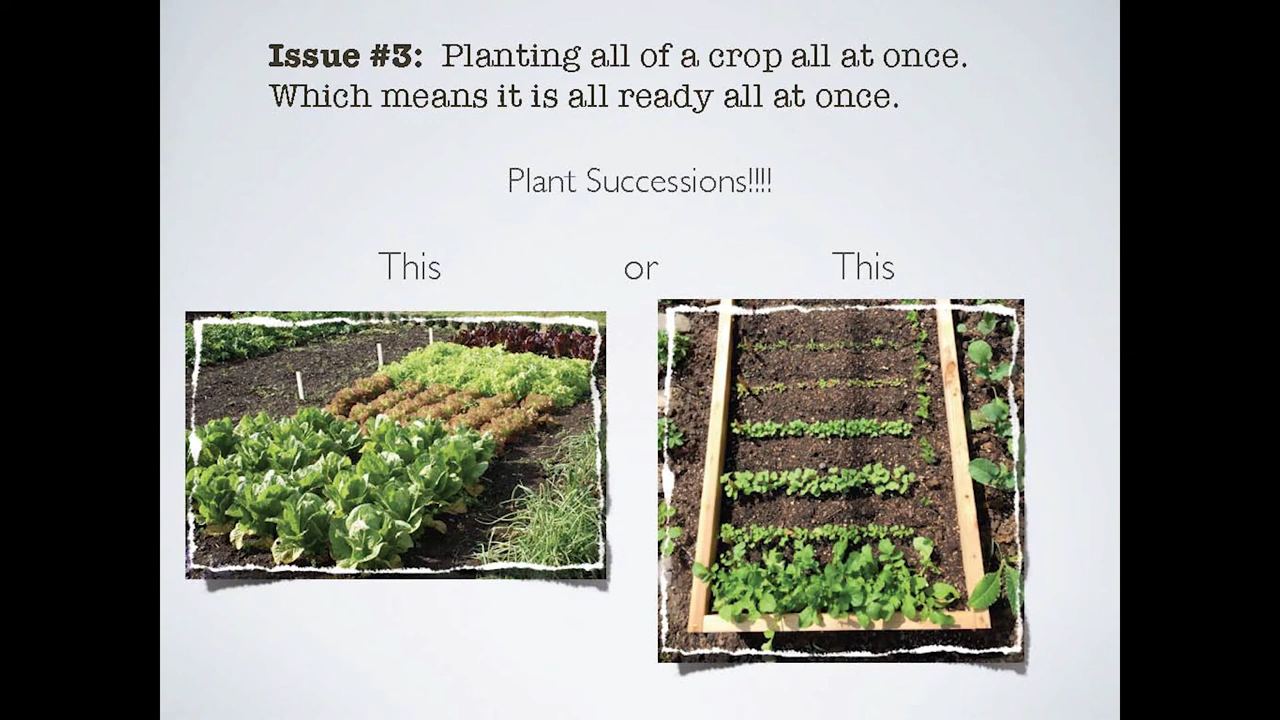 Issue #3: Planting all of a crop all at once.
Which means it is all ready all at once.
Plant Successions!!!!
This or This